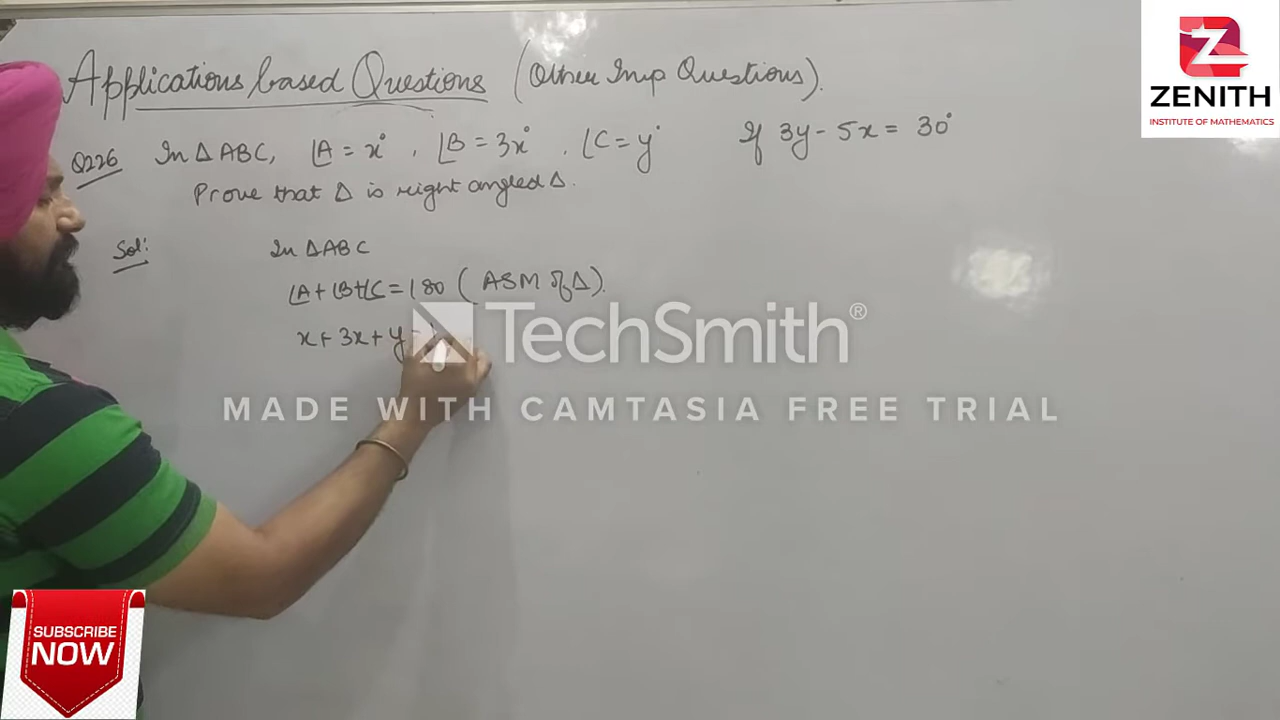 Applications based Questions (Other Imp Questions).
Q226 In Δ ABC, ∠A = x°, ∠B = 3x°, ∠C = y° If 3y - 5x = 30°
Prove that Δ is right angled Δ.
Sol: In Δ ABC
∠A + ∠B + ∠C = 180 (ASM of Δ).
x + 3x + y =
Z
ZENITH
INSTITUTE OF MATHEMATICS
TechSmith®
MADE WITH CAMTASIA FREE TRIAL
SUBSCRIBE
NOW